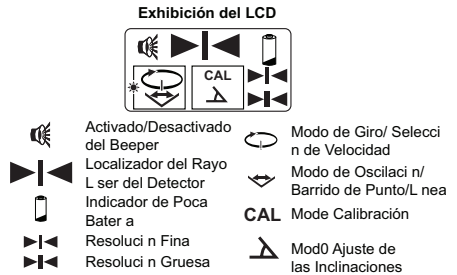 Exhibición del LCD
CAL
Activado/Desactivado
del Beeper
Localizador del Rayo
L ser del Detector
Indicador de Poca
Bater a
Resoluci n Fina
Resoluci n Gruesa
Modo de Giro/ Selecci
n de Velocidad
Modo de Oscilaci n/
Barrido de Punto/L nea
CAL Mode Calibración
Mod0 Ajuste de
las Inclinaciones